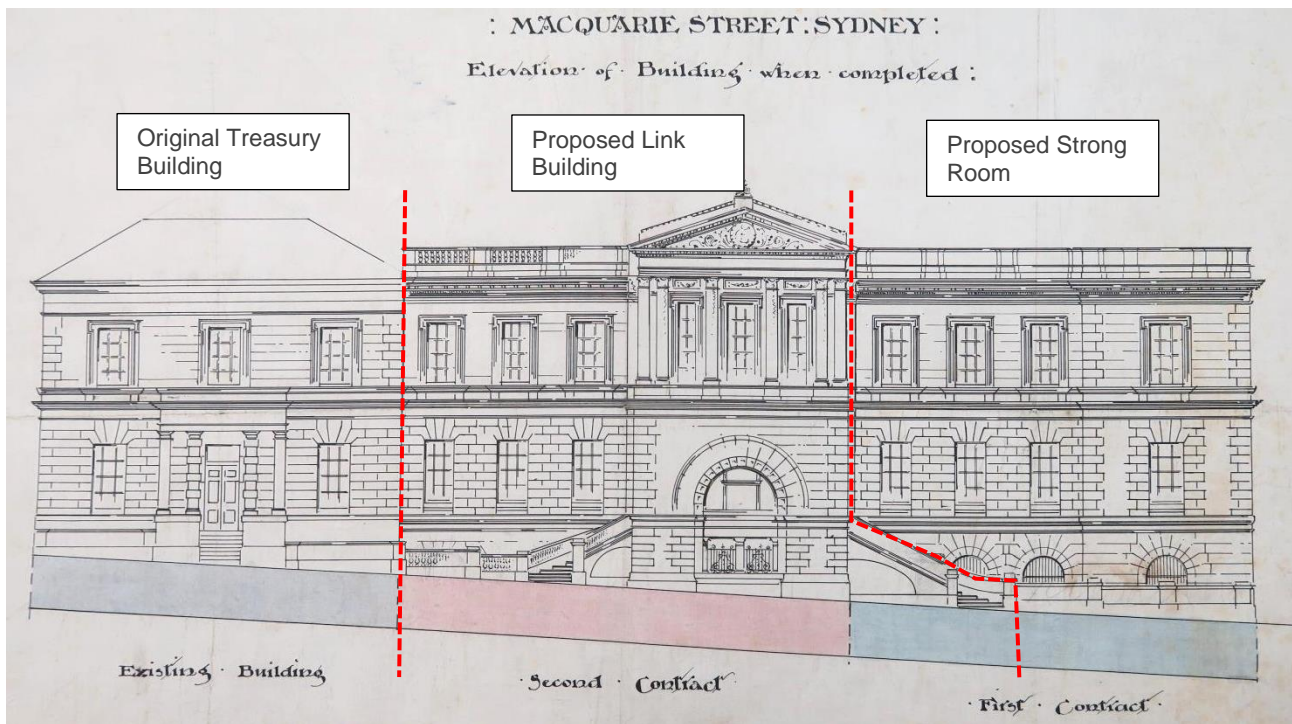 : MACQUARIE STREET: SYDNEY :
Elevation · of · Building · when · completed :
Original Treasury
Building
Proposed Link
Building
Proposed Strong
Room
Existing · Building
· Second · Contract ·
· First · Contract ·